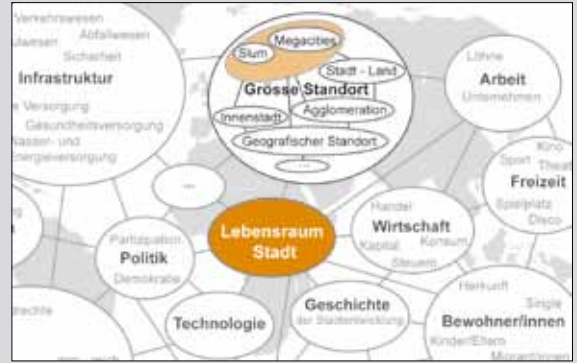 Verkehrswesen
Abfallwesen
Sicherheit
Infrastruktur
Versorgung
Gesundheitsversorgung
Megacities
Slum
Stadt - Land
Grösse Standort
Innenstadt
Agglomeration
Geografischer Standort
...
Löhne
Arbeit
Unternehmen
Kino
Sport
Freizeit
Spielplatz
Disco
...
Lebensraum
Stadt
Handel
Wirtschaft
Kapital
Konsum
Steuern
Partizipation
Politik
Demokratie
Technologie
Geschichte
der Stadtentwicklung
Herkunft
Single
Bewohner/innen
Kinder/Eltern